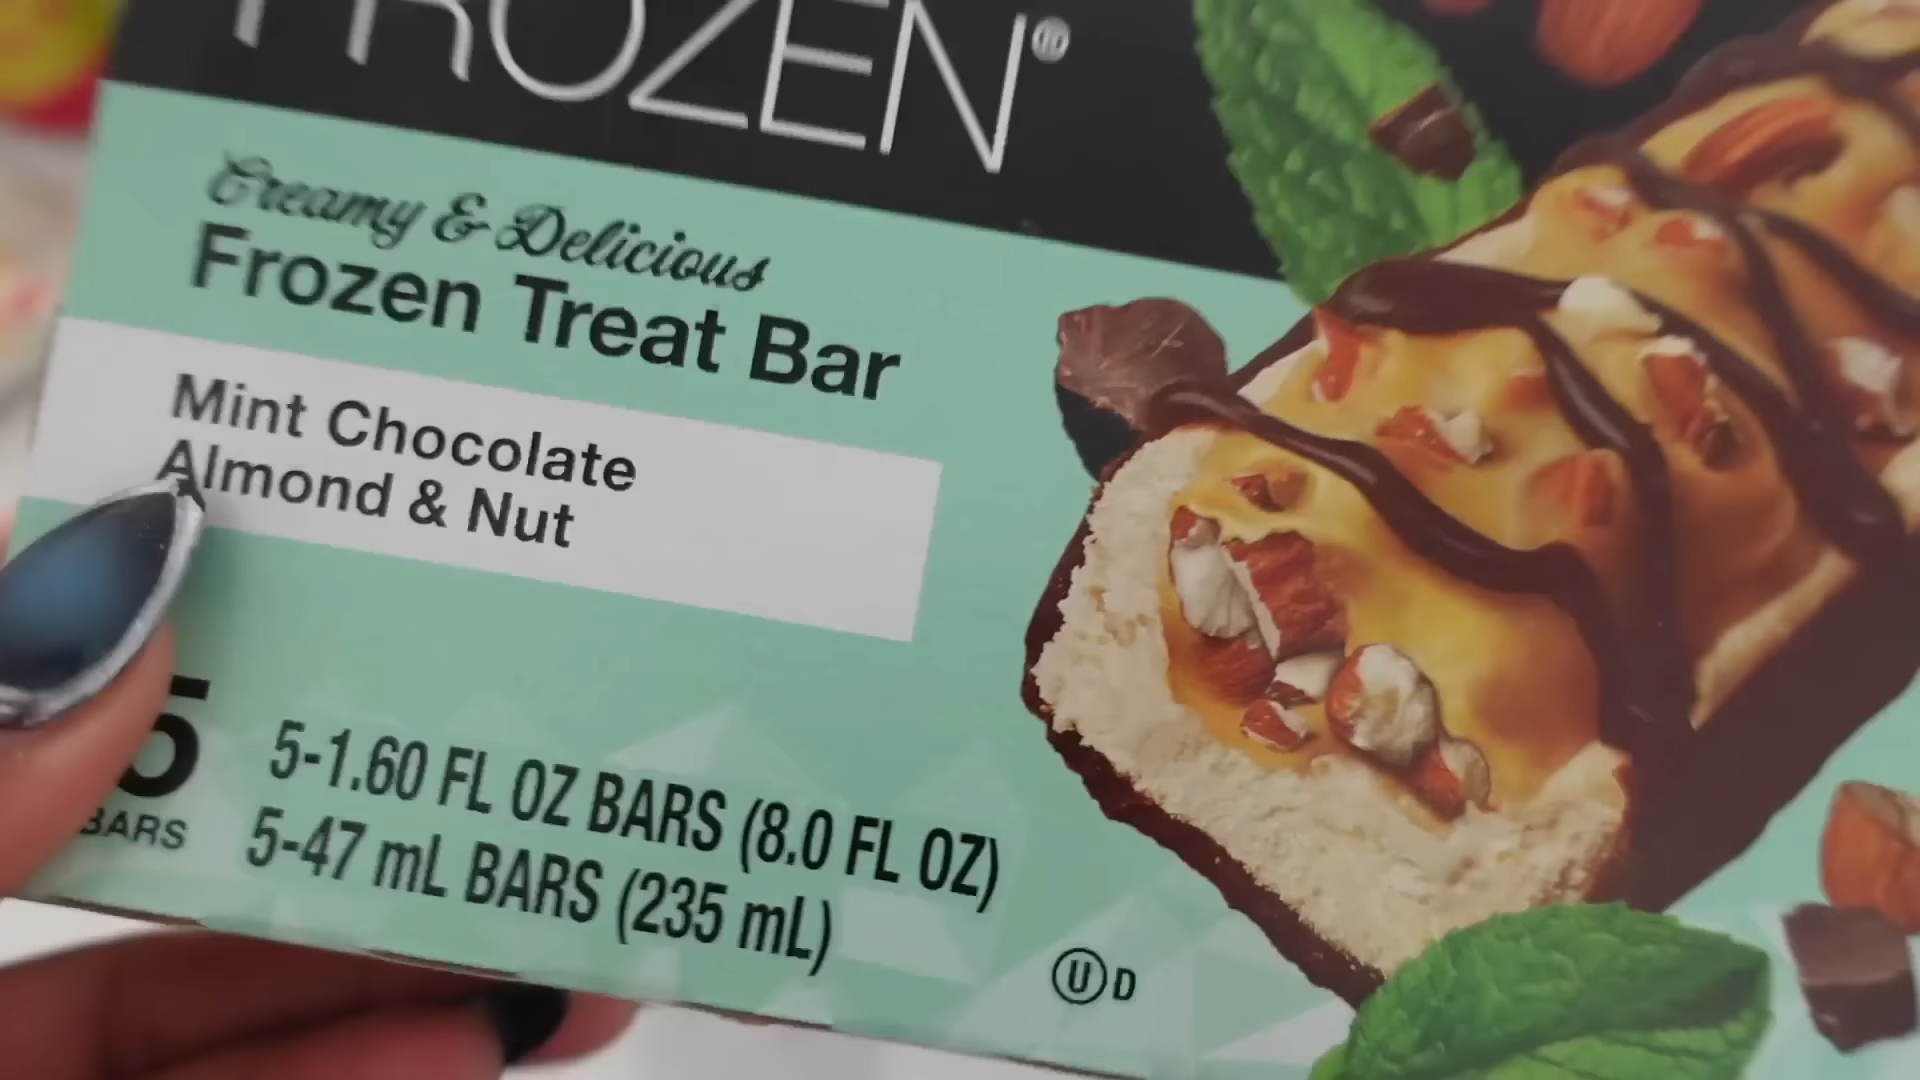 FROZEN®
Creamy & Delicious
Frozen Treat Bar
Mint Chocolate
Almond & Nut
5
BARS
5-1.60 FL OZ BARS (8.0 FL OZ)
5-47 mL BARS (235 mL)
U D